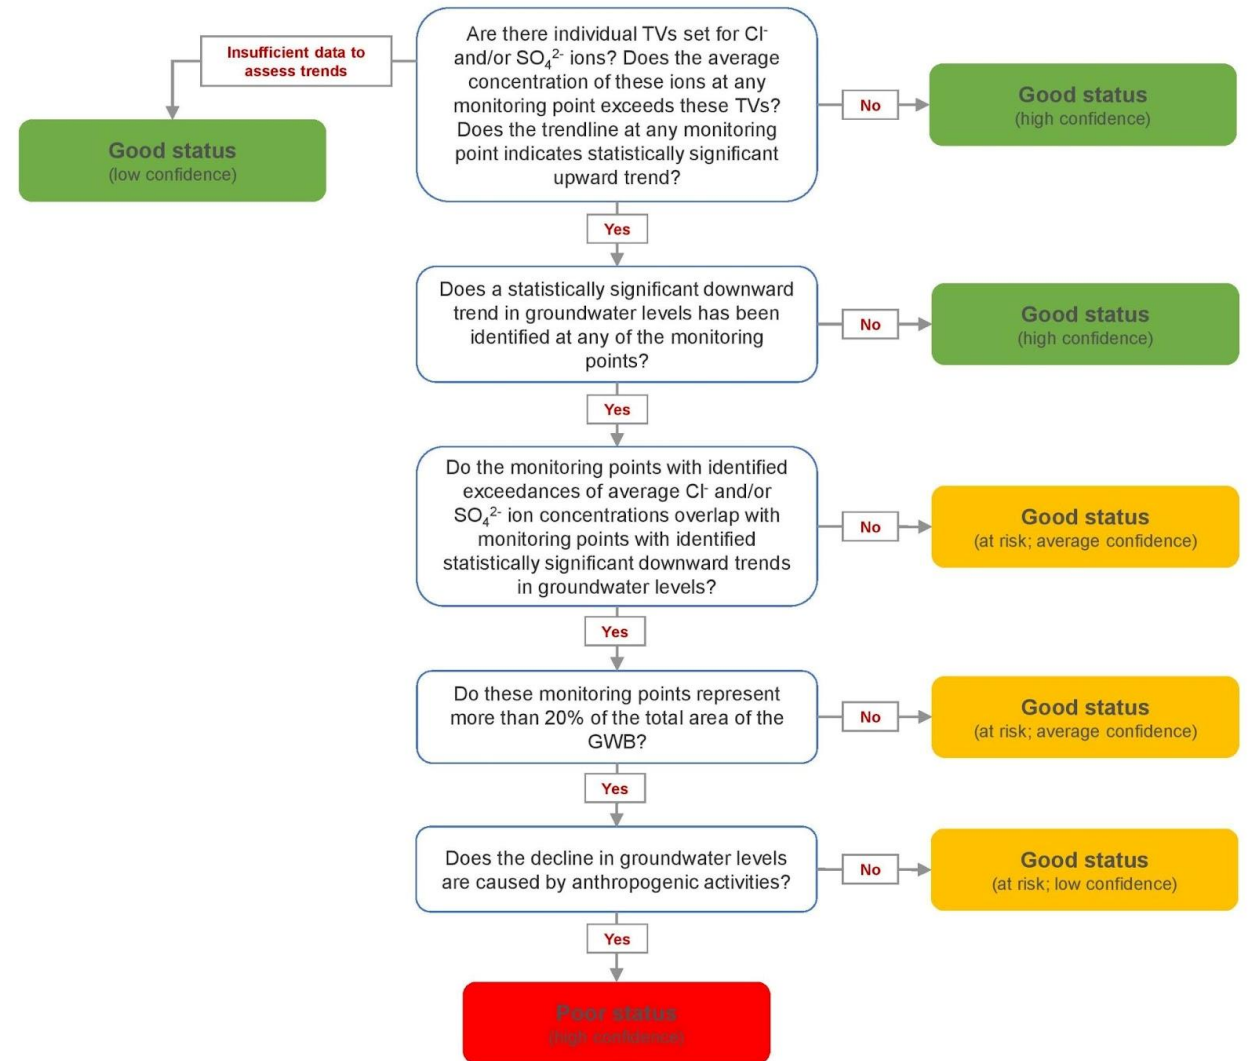 Insufficient data to
assess trends
Good status
(low confidence)
Are there individual TVs set for Cl⁻
and/or SO₄²⁻ ions? Does the average
concentration of these ions at any
monitoring point exceeds these TVs?
Does the trendline at any monitoring
point indicates statistically significant
upward trend?
No
Good status
(high confidence)
Yes
Does a statistically significant downward
trend in groundwater levels has been
identified at any of the monitoring
points?
No
Good status
(high confidence)
Yes
Do the monitoring points with identified
exceedances of average Cl⁻ and/or
SO₄²⁻ ion concentrations overlap with
monitoring points with identified
statistically significant downward trends
in groundwater levels?
No
Good status
(at risk; average confidence)
Yes
Do these monitoring points represent
more than 20% of the total area of the
GWB?
No
Good status
(at risk; average confidence)
Yes
Does the decline in groundwater levels
are caused by anthropogenic activities?
No
Good status
(at risk; low confidence)
Yes
Poor status
(high confidence)